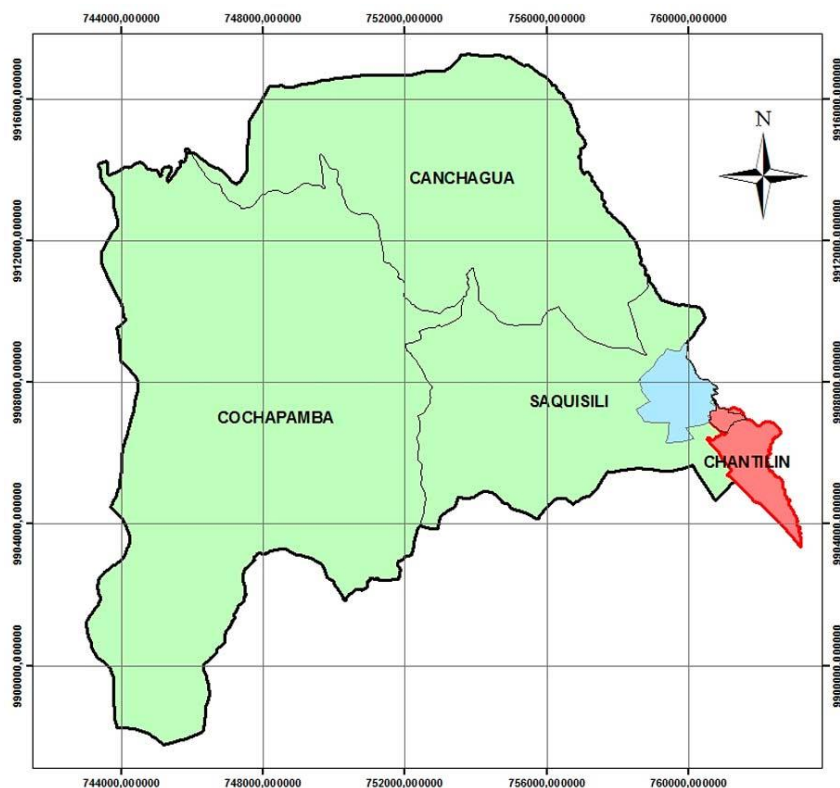 744000,000000 748000,000000 752000,000000 756000,000000 760000,000000
9916000,000000 9916000,000000
N
CANCHAGUA
9912000,000000 9912000,000000
9908000,000000 9908000,000000
SAQUISILI
COCHAPAMBA
CHANTILIN
9904000,000000 9904000,000000
9900000,000000 9900000,000000
744000,000000 748000,000000 752000,000000 756000,000000 760000,000000